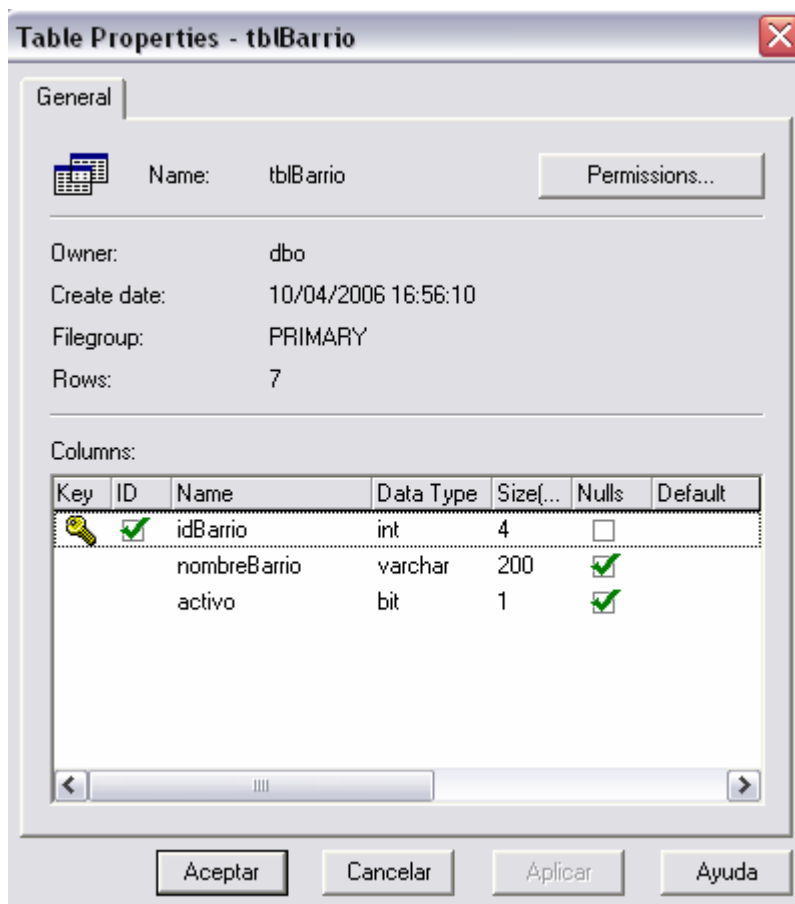 Table Properties - tblBarrio
General
Name: tblBarrio Permissions...
Owner: dbo
Create date: 10/04/2006 16:56:10
Filegroup: PRIMARY
Rows: 7
Columns:
Key ID Name Data Type Size(... Nulls Default
idBarrio int 4
nombreBarrio varchar 200
activo bit 1
Aceptar Cancelar Aplicar Ayuda